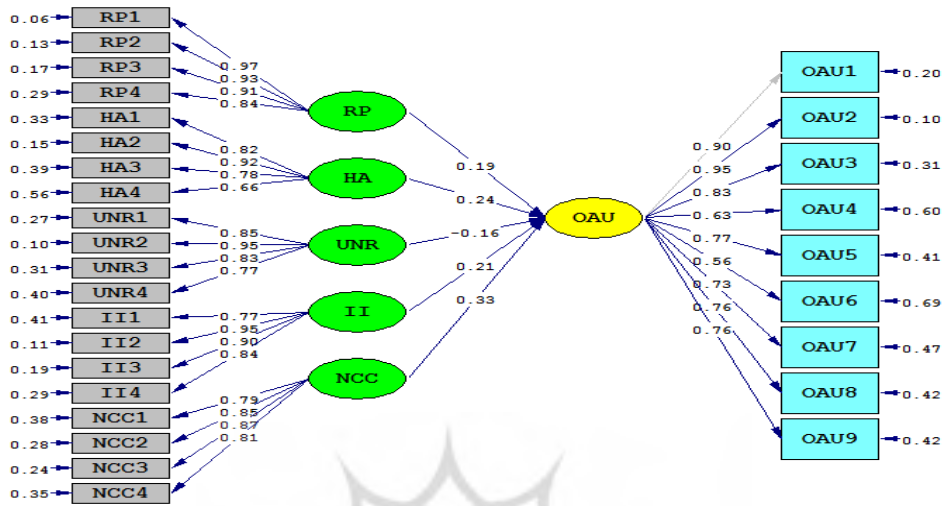 0.06 RP1
0.13 RP2
0.17 RP3
0.29 RP4
0.33 HA1
0.15 HA2
0.39 HA3
0.56 HA4
0.27 UNR1
0.10 UNR2
0.31 UNR3
0.40 UNR4
0.41 II1
0.11 II2
0.19 II3
0.29 II4
0.38 NCC1
0.28 NCC2
0.24 NCC3
0.35 NCC4
0.97
0.93
0.91
0.84
0.82
0.92
0.78
0.66
0.85
0.95
0.83
0.77
0.77
0.95
0.90
0.84
0.79
0.85
0.87
0.81
RP
HA
UNR
II
NCC
0.19
0.24
-0.16
0.21
0.33
OAU
0.90
0.95
0.83
0.63
0.77
0.56
0.73
0.76
0.76
OAU1 0.20
OAU2 0.10
OAU3 0.31
OAU4 0.60
OAU5 0.41
OAU6 0.69
OAU7 0.47
OAU8 0.42
OAU9 0.42